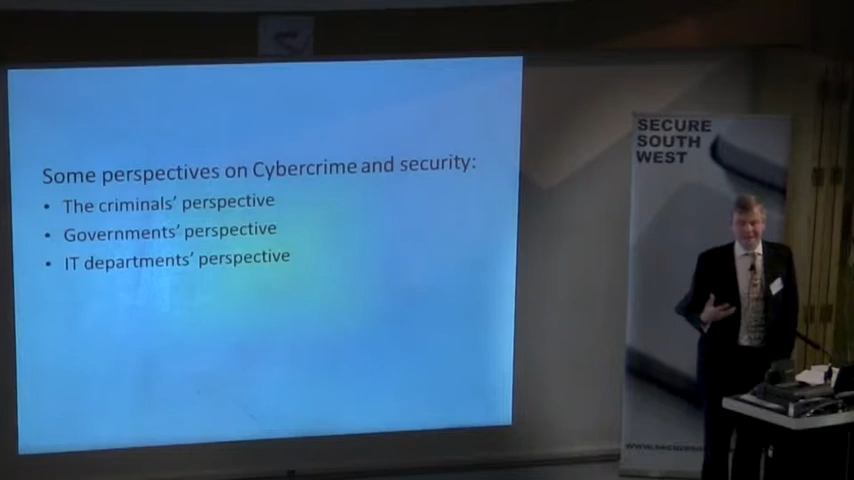 Some perspectives on Cybercrime and security:
• The criminals' perspective
• Governments' perspective
• IT departments' perspective
SECURE
SOUTH
WEST